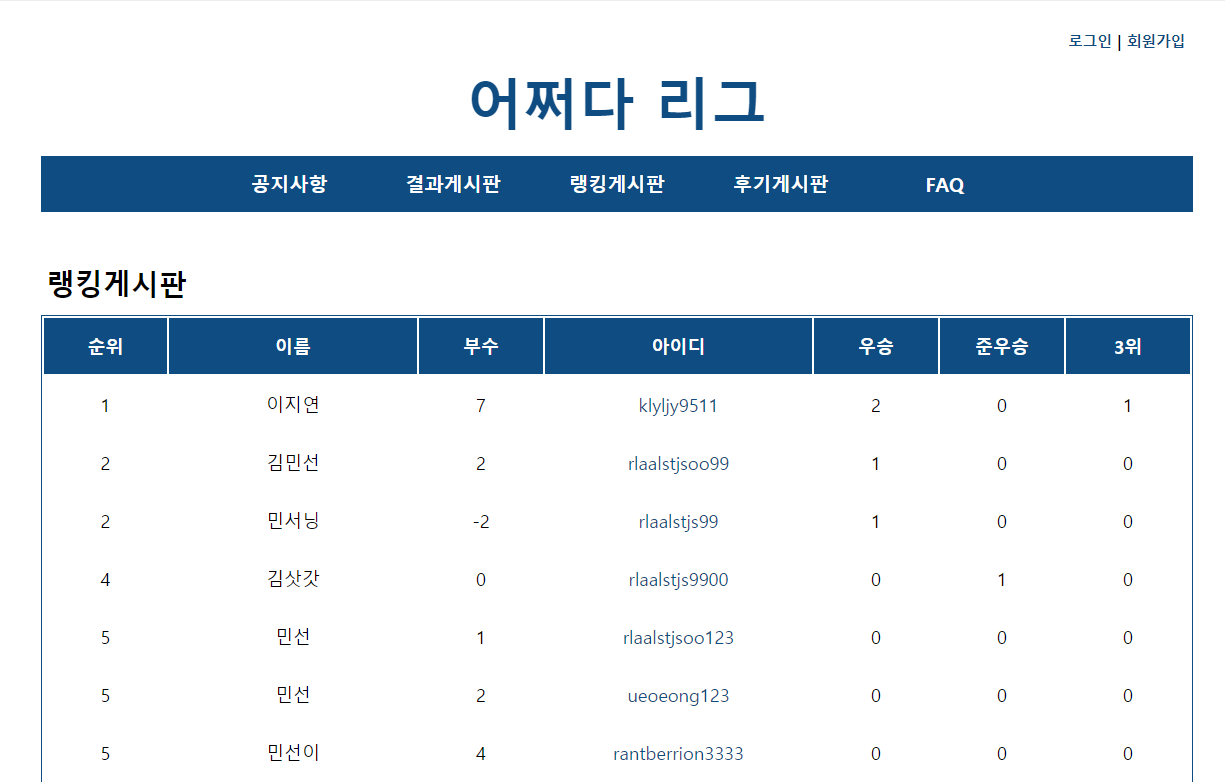 로그인 | 회원가입
어쩌다 리그
공지사항 결과게시판 랭킹게시판 후기게시판 FAQ
랭킹게시판
순위 이름 부수 아이디 우승 준우승 3위
1 이지연 7 klyljy9511 2 0 1
2 김민선 2 rlaalstjsoo99 1 0 0
2 민서닝 -2 rlaalstjs99 1 0 0
4 김삿갓 0 rlaalstjs9900 0 1 0
5 민선 1 rlaalstjsoo123 0 0 0
5 민선 2 ueoeong123 0 0 0
5 민선이 4 rantberrion3333 0 0 0